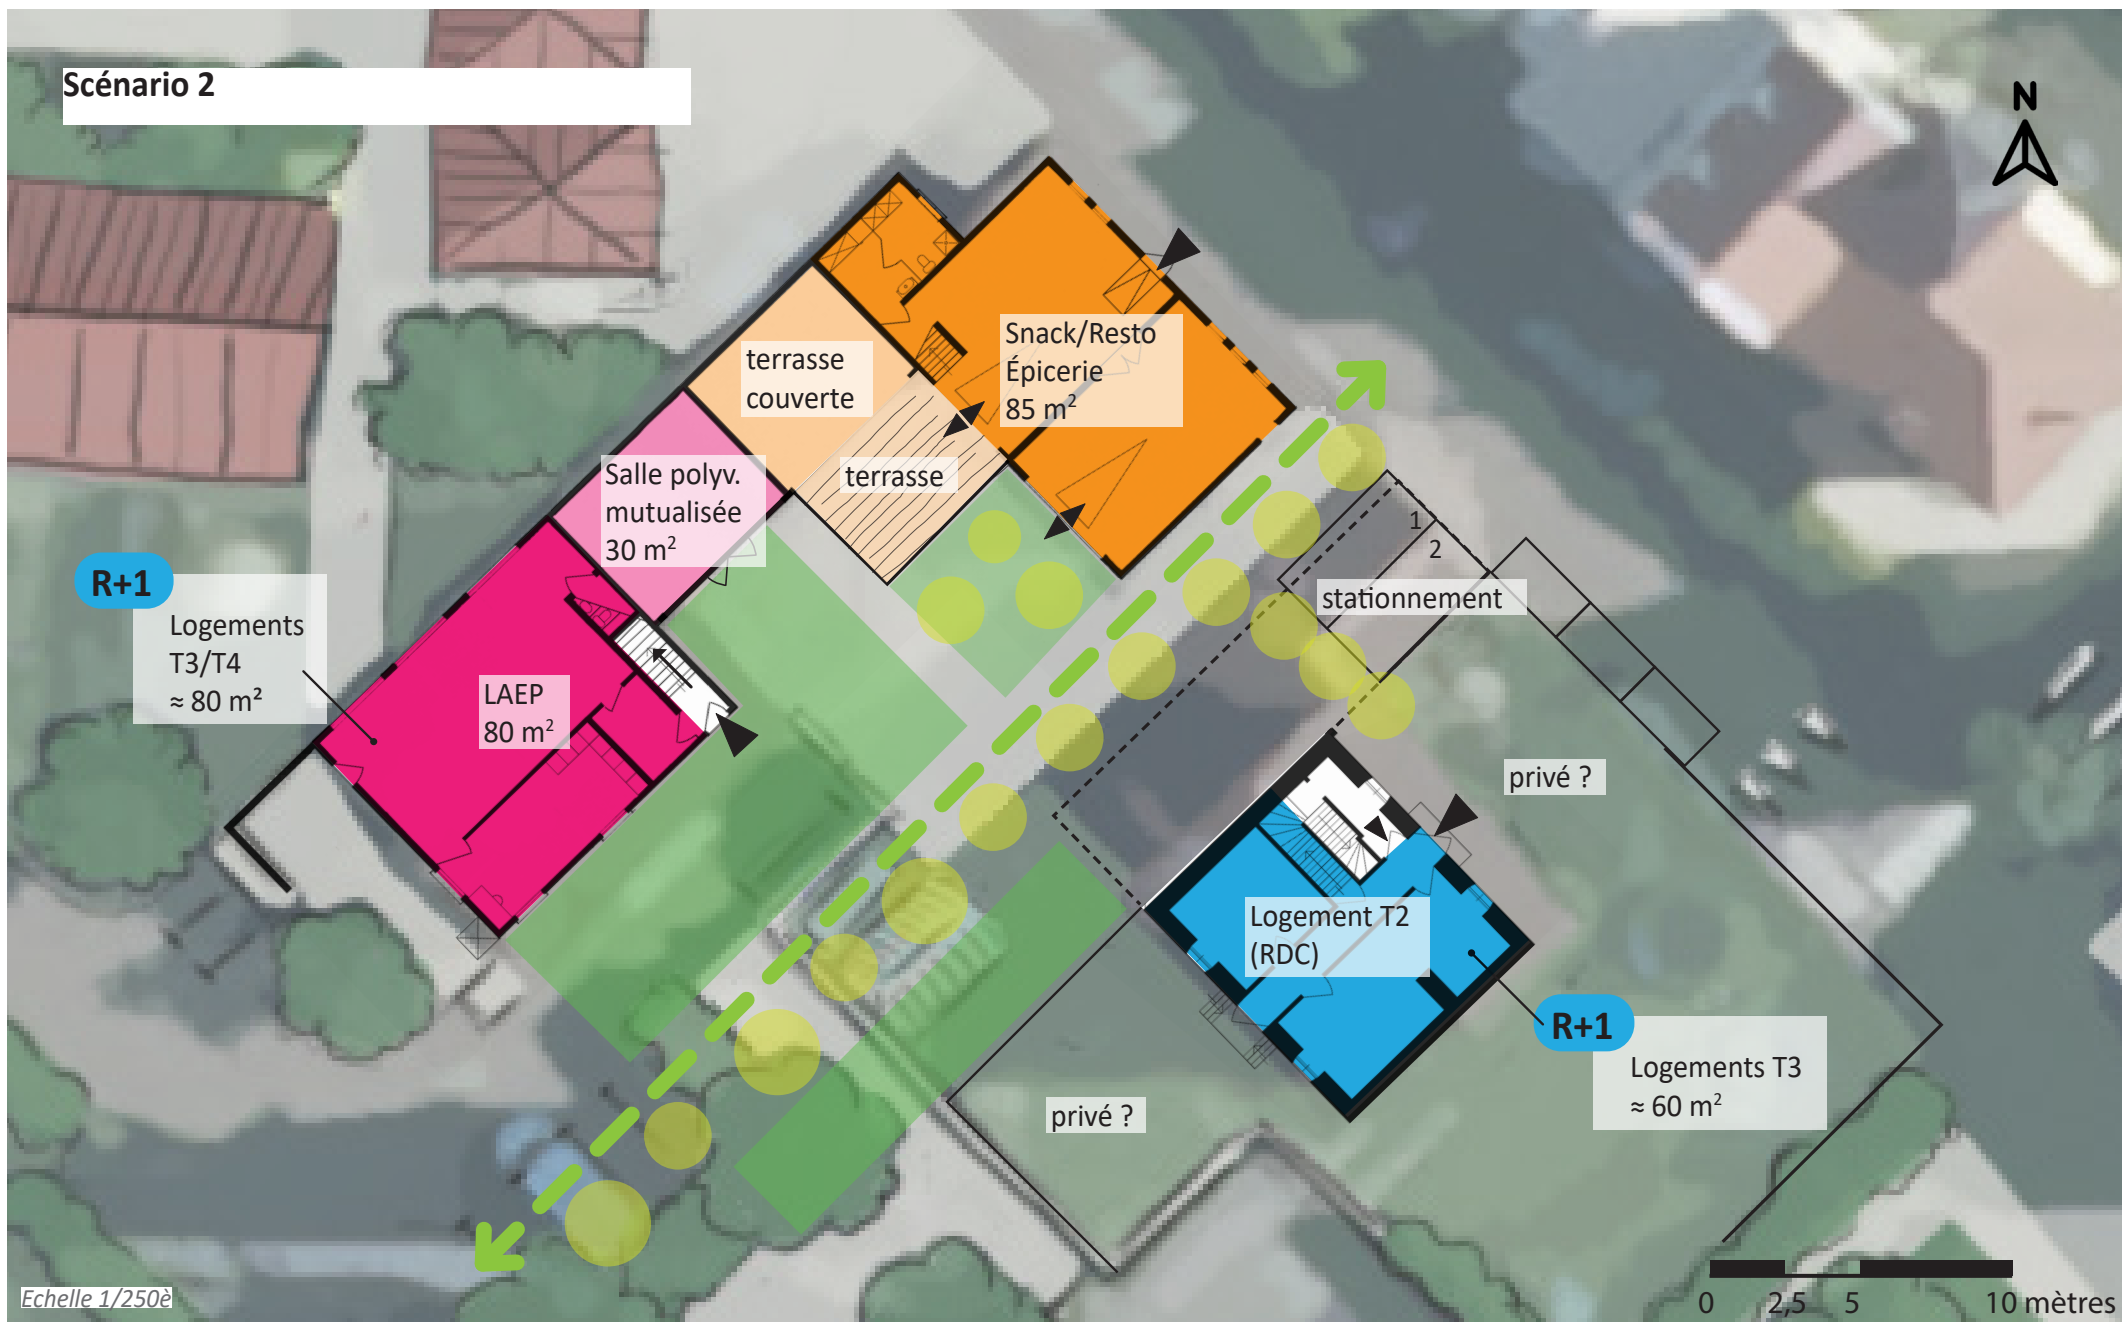 Scénario 2
N
Snack/Resto
Épicerie
85 m²
terrasse
couverte
terrasse
Salle polyv.
mutualisée
30 m²
1
2
stationnement
R+1
Logements
T3/T4
≈ 80 m²
LAEP
80 m²
privé ?
Logement T2
(RDC)
R+1
Logements T3
≈ 60 m²
privé ?
Echelle 1/250è
0 2,5 5 10 mètres